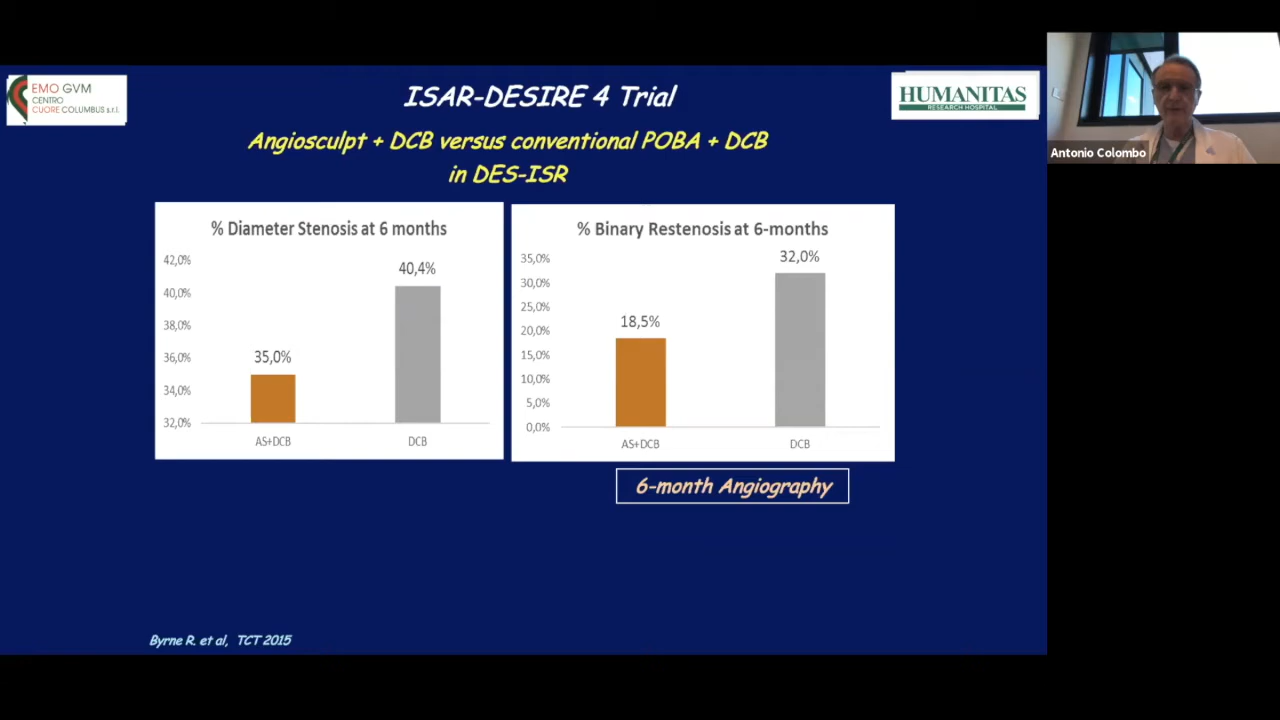 EMO GVM
CENTRO
CUORE COLUMBUS s.r.l.
ISAR-DESIRE 4 Trial
HUMANITAS
RESEARCH HOSPITAL
Angiosculpt + DCB versus conventional POBA + DCB
in DES-ISR
Antonio Colombo
% Diameter Stenosis at 6 months
42,0%
40,0%
38,0%
36,0%
34,0%
32,0%
35,0%
40,4%
AS+DCB
DCB
% Binary Restenosis at 6-months
35,0%
30,0%
25,0%
20,0%
15,0%
10,0%
5,0%
0,0%
18,5%
32,0%
AS+DCB
DCB
6-month Angiography
Byrne R. et al, TCT 2015